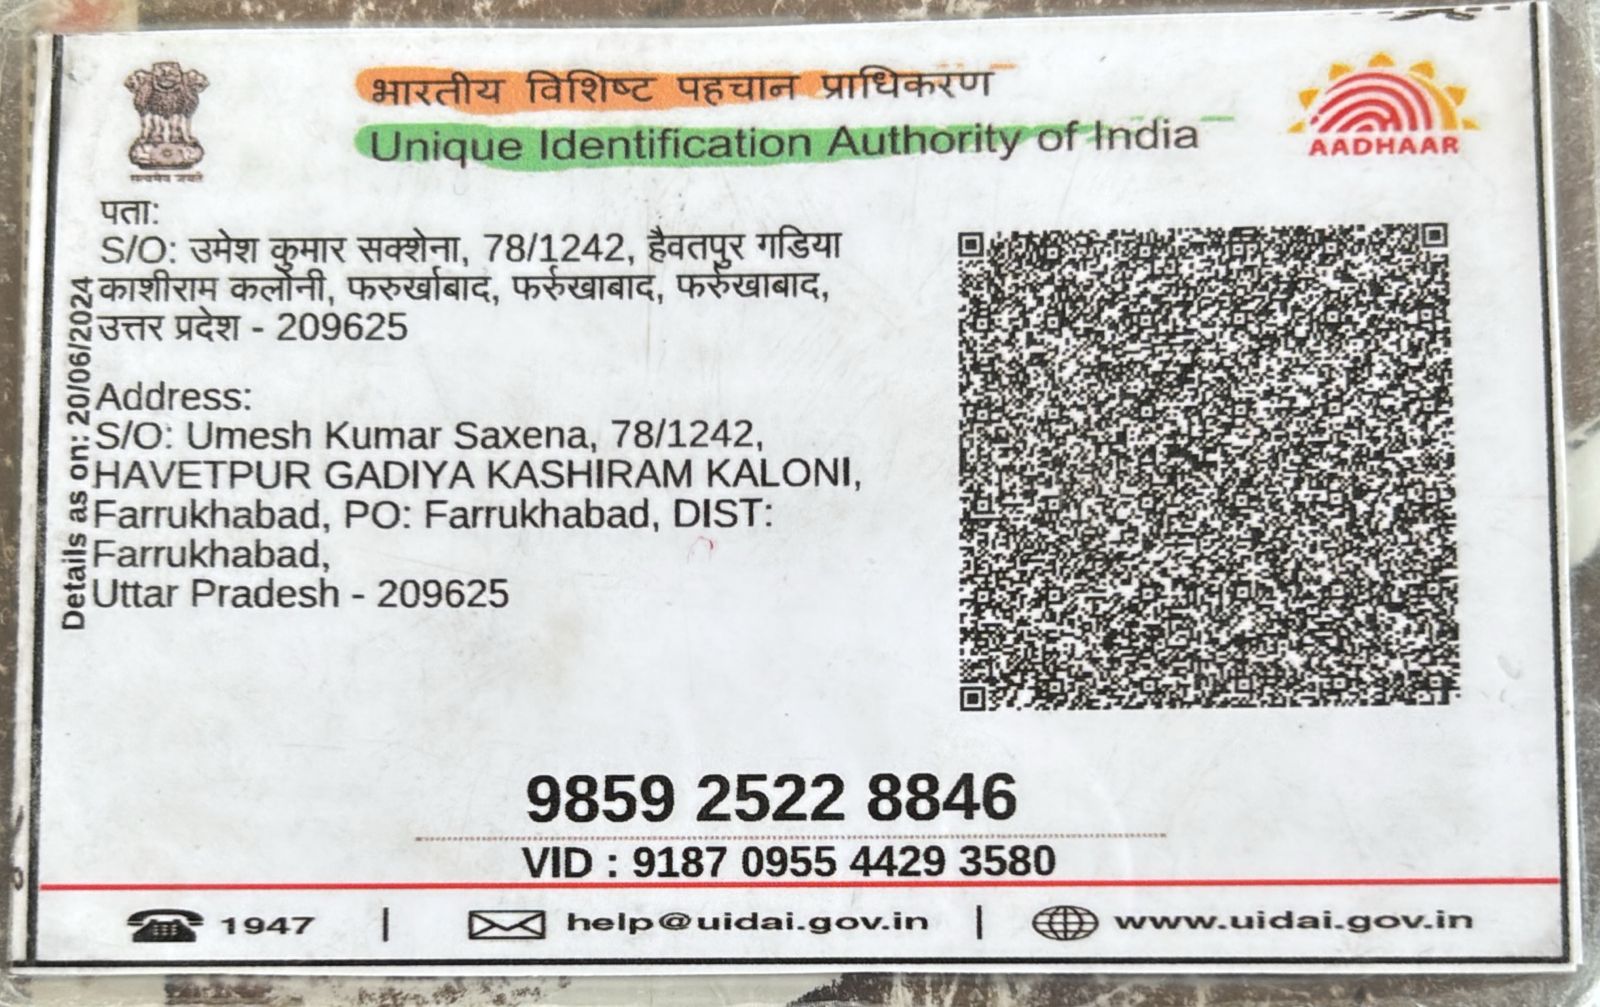 भारतीय विशिष्ट पहचान प्राधिकरण
Unique Identification Authority of India
AADHAAR
सत्यमेव जयते
पता:
S/O: उमेश कुमार सक्शेना, 78/1242, हैवतपुर गडिया
काशीराम कलोनी, फरुर्खाबाद, फर्रुखाबाद, फर्रुखाबाद,
उत्तर प्रदेश - 209625
Details as on: 20/06/2024
Address:
S/O: Umesh Kumar Saxena, 78/1242,
HAVETPUR GADIYA KASHIRAM KALONI,
Farrukhabad, PO: Farrukhabad, DIST:
Farrukhabad,
Uttar Pradesh - 209625
9859 2522 8846
VID : 9187 0955 4429 3580
1947 | help@uidai.gov.in | www.uidai.gov.in